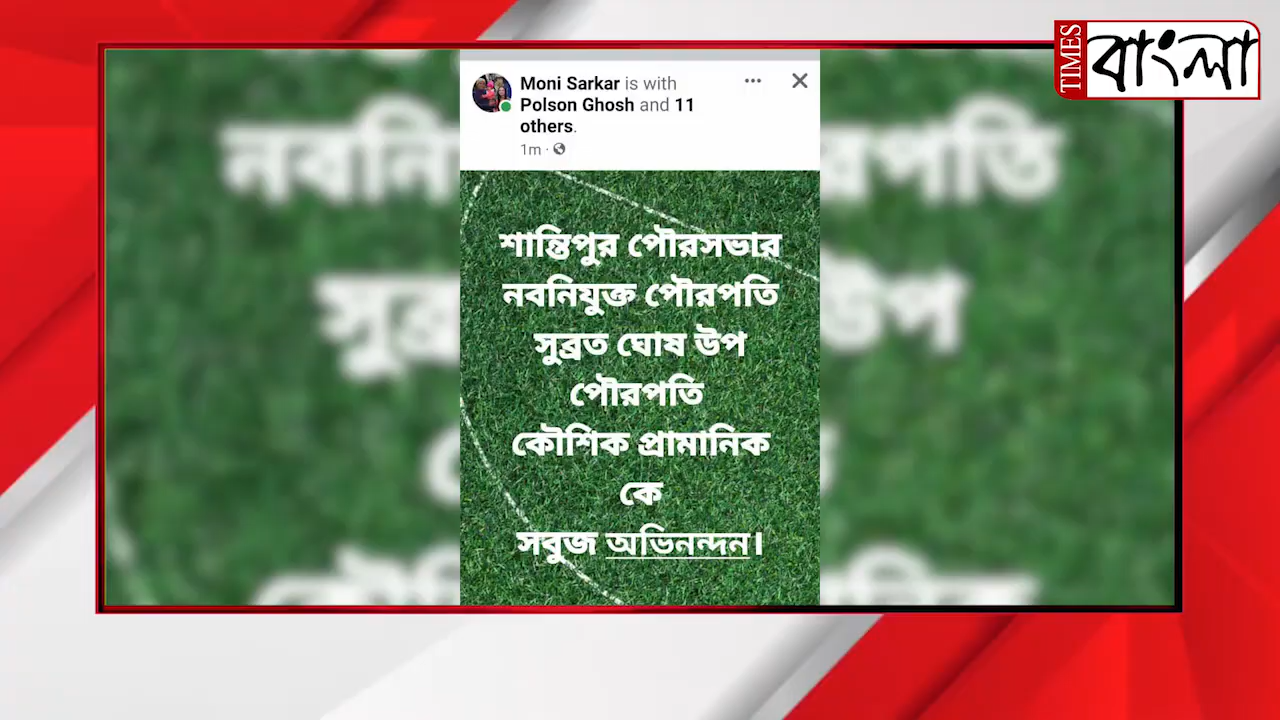 TIMES বাংলা
Moni Sarkar is with
Polson Ghosh and 11
others.
1m
শান্তিপুর পৌরসভার
নবনিযুক্ত পৌরপতি
সুব্রত ঘোষ উপ
পৌরপতি
কৌশিক প্রামানিক
কে
সবুজ অভিনন্দন।